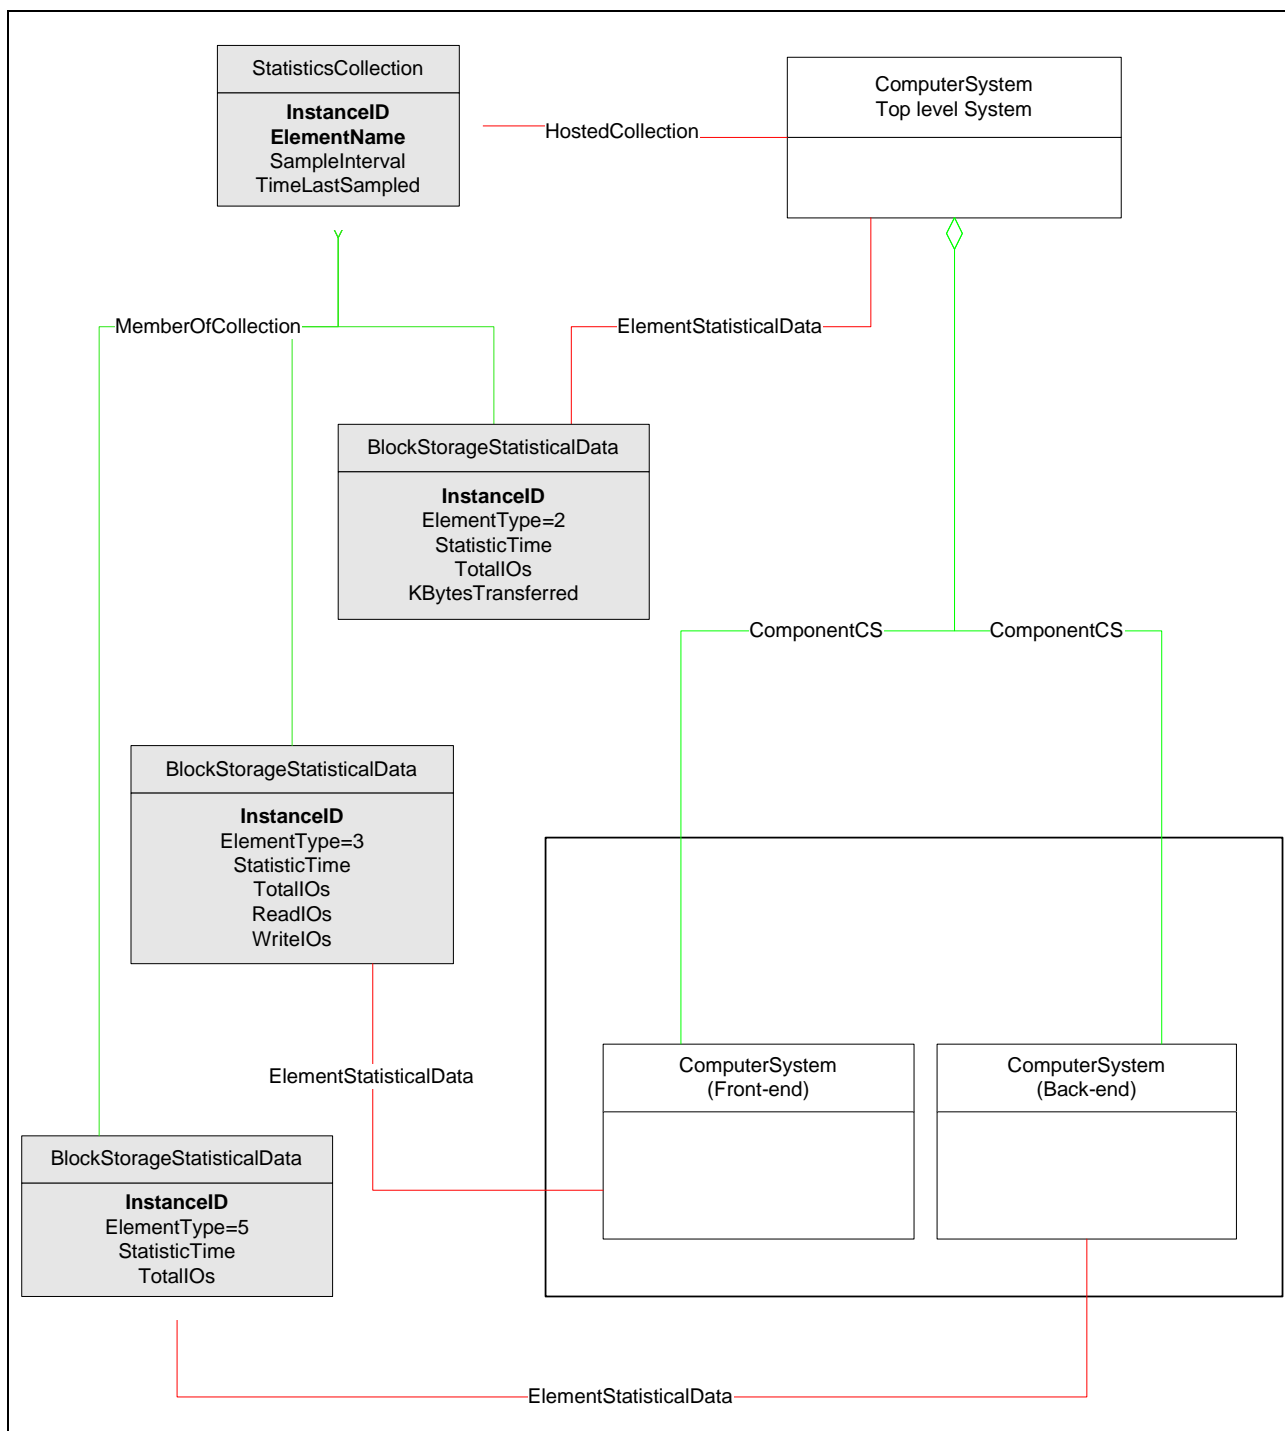 StatisticsCollection
InstanceID
ElementName
SampleInterval
TimeLastSampled
HostedCollection
ComputerSystem
Top level System
MemberOfCollection
ElementStatisticalData
BlockStorageStatisticalData
InstanceID
ElementType=2
StatisticTime
TotalIOs
KBytesTransferred
ComponentCS
ComponentCS
BlockStorageStatisticalData
InstanceID
ElementType=3
StatisticTime
TotalIOs
ReadIOs
WriteIOs
ElementStatisticalData
ComputerSystem
(Front-end)
ComputerSystem
(Back-end)
BlockStorageStatisticalData
InstanceID
ElementType=5
StatisticTime
TotalIOs
ElementStatisticalData